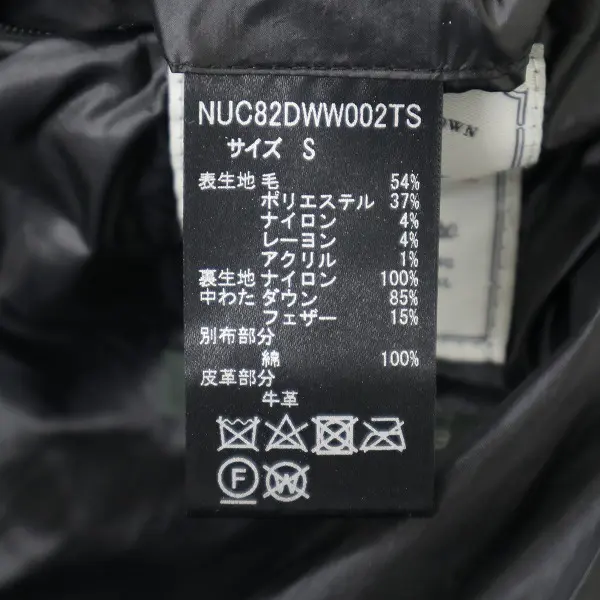 NUC82DWW002TS
サイズ S
表生地 毛 54%
ポリエステル 37%
ナイロン 4%
レーヨン 4%
アクリル 1%
裏生地 ナイロン 100%
中わた ダウン 85%
フェザー 15%
別布部分
綿 100%
皮革部分
牛革
F
W